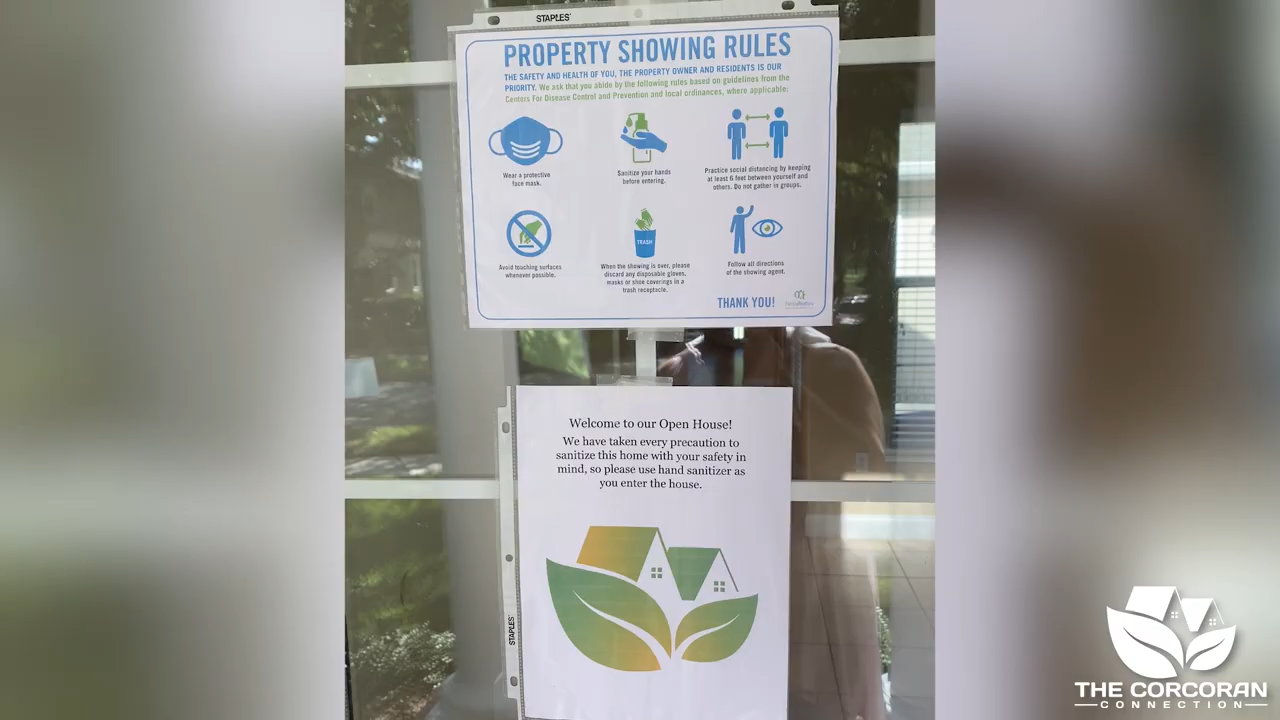 STAPLES
PROPERTY SHOWING RULES
THE SAFETY AND HEALTH OF YOU, THE PROPERTY OWNER AND RESIDENTS IS OUR
PRIORITY. We ask that you abide by the following rules based on guidelines from the
Centers For Disease Control and Prevention and local ordinances, where applicable:
Wear a protective
face mask.
Sanitize your hands
before entering.
Practice social distancing by keeping
at least 6 feet between yourself and
others. Do not gather in groups.
Avoid touching surfaces
whenever possible.
TRASH
When the showing is over, please
discard any disposable gloves,
masks or shoe coverings in a
trash receptacle.
Follow all directions
of the showing agent.
THANK YOU!
Welcome to our Open House!
We have taken every precaution to
sanitize this home with your safety in
mind, so please use hand sanitizer as
you enter the house.
STAPLES
THE CORCORAN
CONNECTION